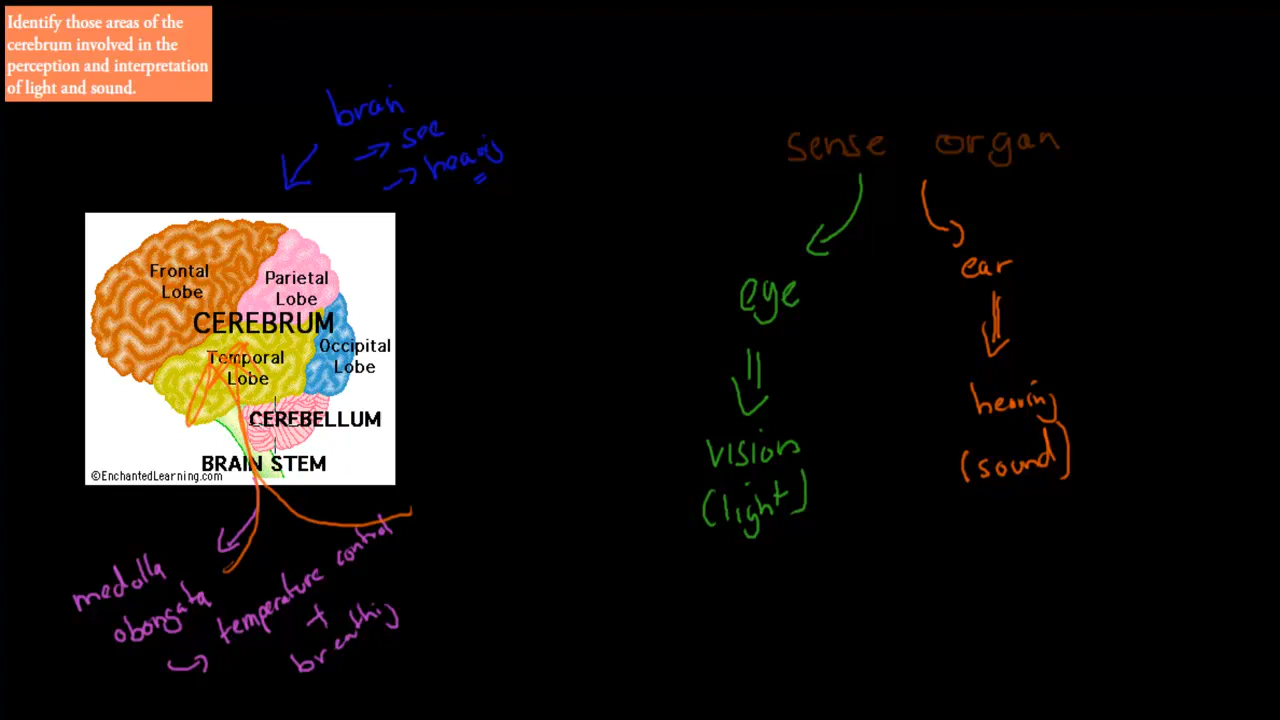 Identify those areas of the
cerebrum involved in the
perception and interpretation
of light and sound.
brain
→ see
→ hearing
sense organ
eye
ear
vision
(light)
hearing
(sound)
Frontal
Lobe
Parietal
Lobe
CEREBRUM
Temporal
Lobe
Occipital
Lobe
CEREBELLUM
BRAIN STEM
©EnchantedLearning.com
medolla
obongata
temperature control
+
breathing